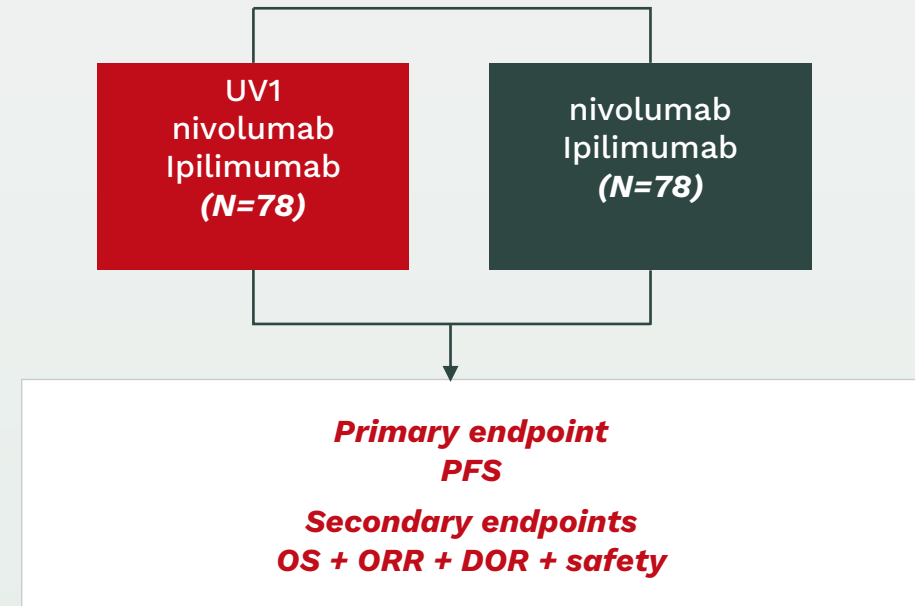 UV1
nivolumab
Ipilimumab
(N=78)
nivolumab
Ipilimumab
(N=78)
Primary endpoint
PFS
Secondary endpoints
OS + ORR + DOR + safety